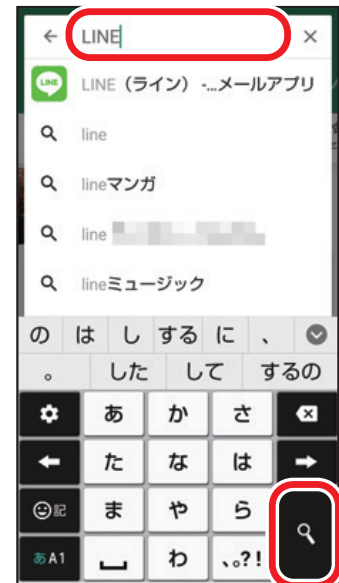 LINE
LINE LINE (ライン) -...メールアプリ
line
lineマンガ
line
lineミュージック
の は し する に 、
。 した して するの
あ か さ
た な は
記 ま や ら
あA1 わ 、。?!